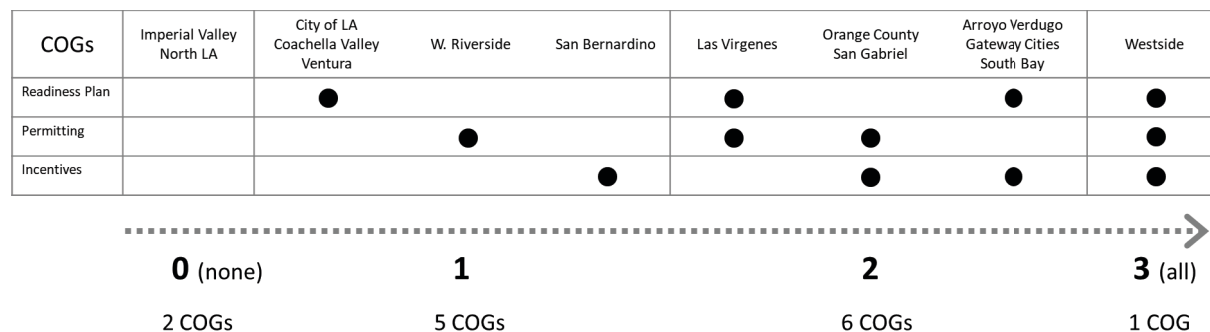 COGs
Imperial Valley
North LA
City of LA
Coachella Valley
Ventura
W. Riverside
San Bernardino
Las Virgenes
Orange County
San Gabriel
Arroyo Verdugo
Gateway Cities
South Bay
Westside
Readiness Plan
Permitting
Incentives
0 (none)
1
2
3 (all)
2 COGs
5 COGs
6 COGs
1 COG